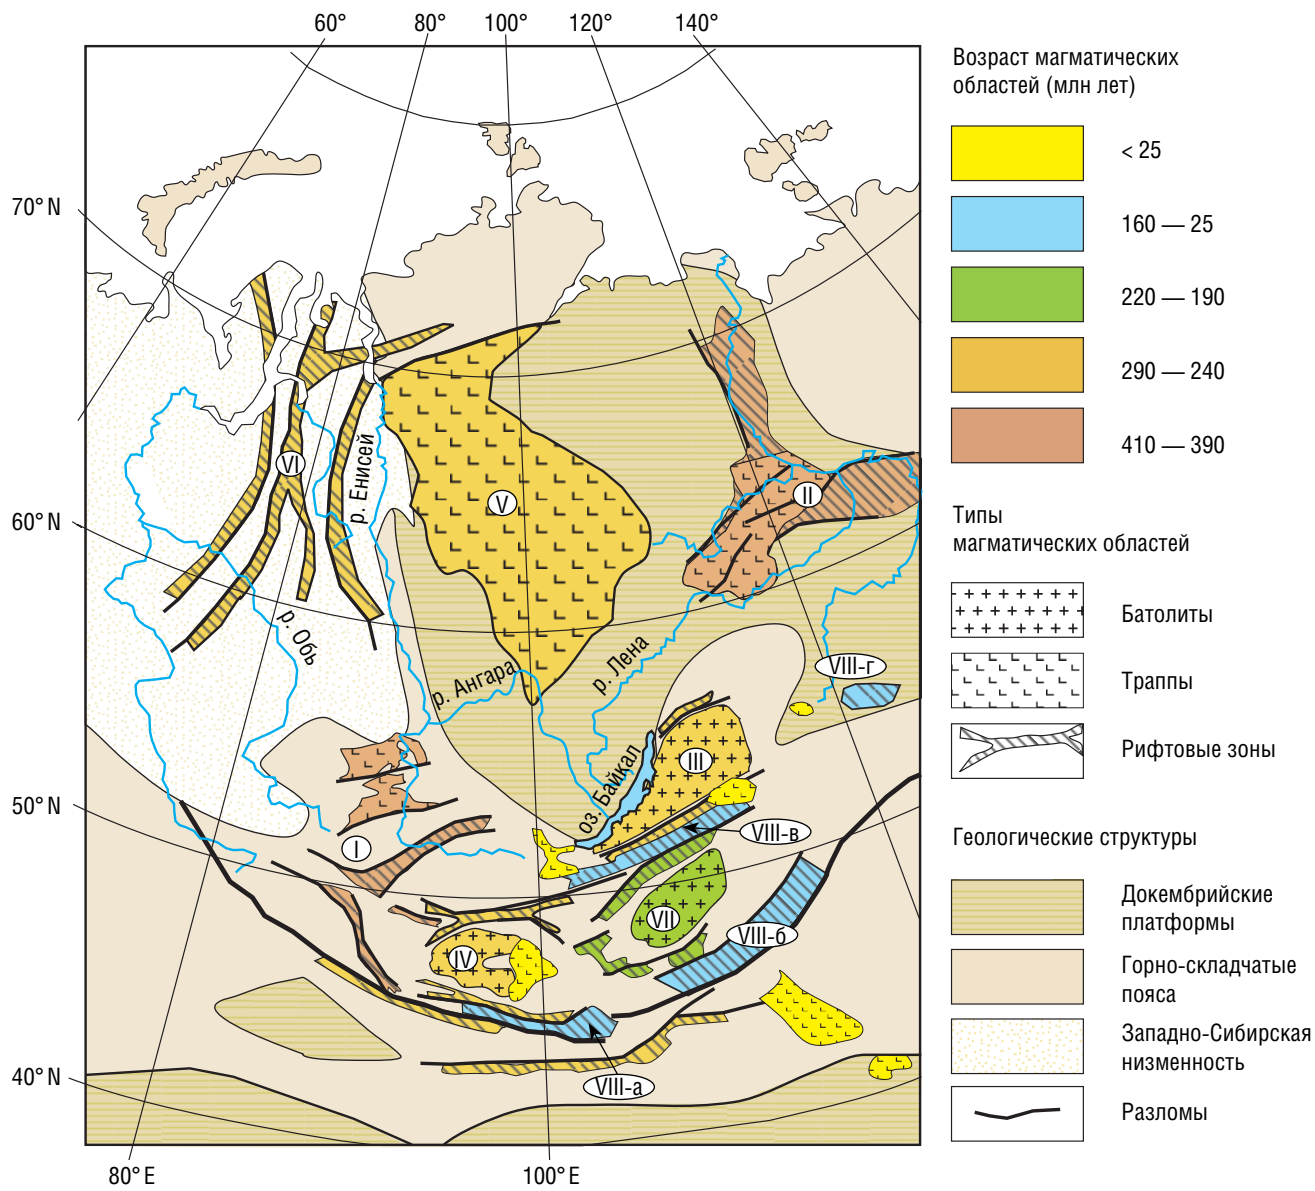 60°
80°
100°
120°
140°
70° N
60° N
50° N
40° N
80° E
100° E
р. Енисей
р. Обь
р. Ангара
р. Лена
оз. Байкал
VI
V
II
VIII-г
III
VIII-в
I
VII
VIII-б
IV
VIII-а
Возраст магматических
областей (млн лет)
< 25
160 — 25
220 — 190
290 — 240
410 — 390
Типы
магматических областей
Батолиты
Траппы
Рифтовые зоны
Геологические структуры
Докембрийские
платформы
Горно-складчатые
пояса
Западно-Сибирская
низменность
Разломы